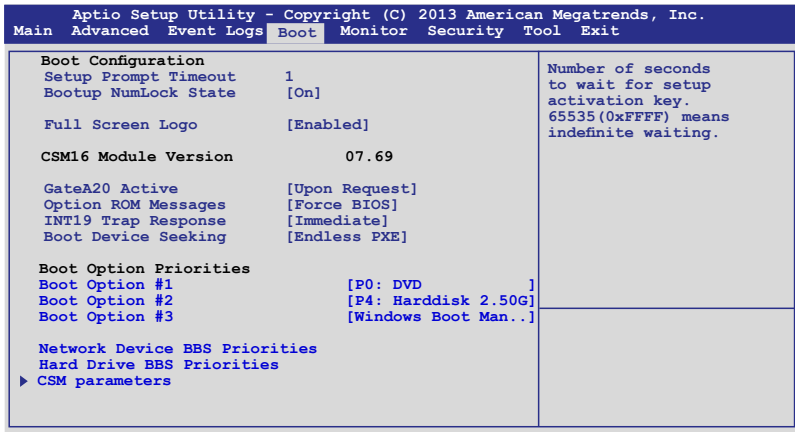 Aptio Setup Utility - Copyright (C) 2013 American Megatrends, Inc.
Main Advanced Event Logs Boot Monitor Security Tool Exit
Boot Configuration
Setup Prompt Timeout 1
Bootup NumLock State [On]
Full Screen Logo [Enabled]
CSM16 Module Version 07.69
GateA20 Active [Upon Request]
Option ROM Messages [Force BIOS]
INT19 Trap Response [Immediate]
Boot Device Seeking [Endless PXE]
Boot Option Priorities
Boot Option #1 [P0: DVD ]
Boot Option #2 [P4: Harddisk 2.50G]
Boot Option #3 [Windows Boot Man..]
Network Device BBS Priorities
Hard Drive BBS Priorities
CSM parameters
Number of seconds
to wait for setup
activation key.
65535(0xFFFF) means
indefinite waiting.